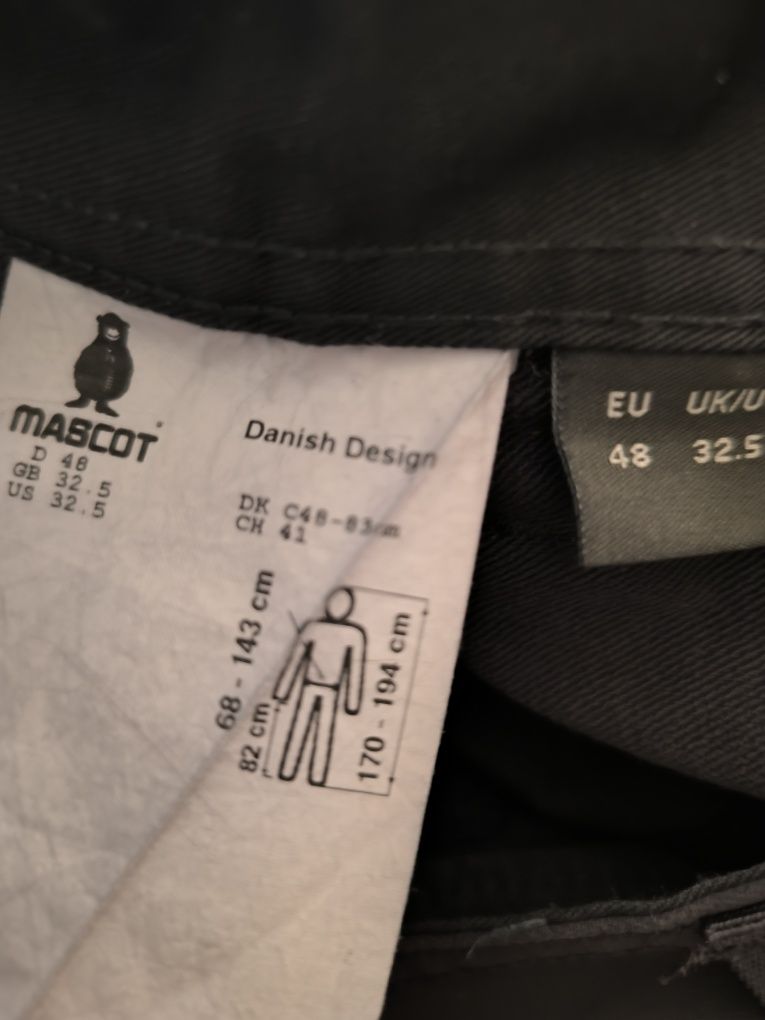 MASCOT
D 48
GB 32.5
US 32.5
Danish Design
DK C48-83cm
CH 41
68 - 143 cm
82 cm
170 - 194 cm
EU UK/U
48 32.5